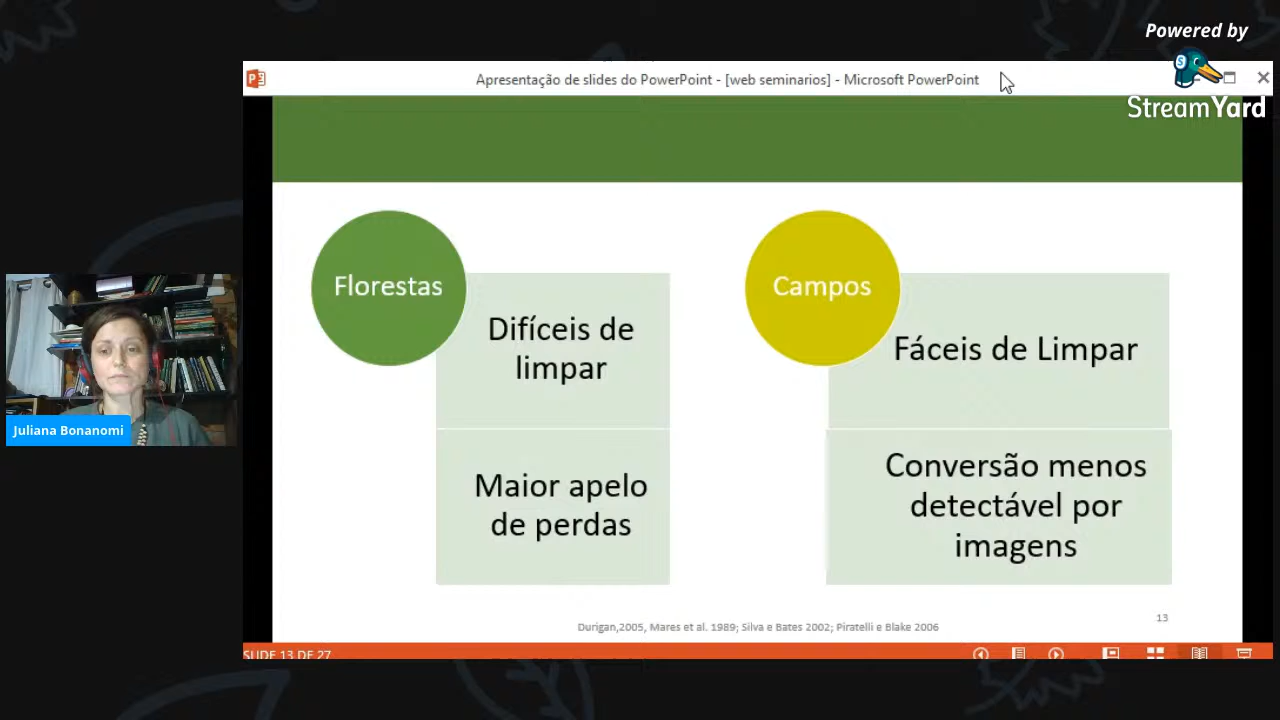 Powered by
StreamYard
Apresentação de slides do PowerPoint - [web seminarios] - Microsoft PowerPoint
Florestas
Difíceis de
limpar
Maior apelo
de perdas
Campos
Fáceis de Limpar
Conversão menos
detectável por
imagens
Juliana Bonanomi
13
Durigan,2005, Mares et al. 1989; Silva e Bates 2002; Piratelli e Blake 2006
SLIDE 13 DE 27